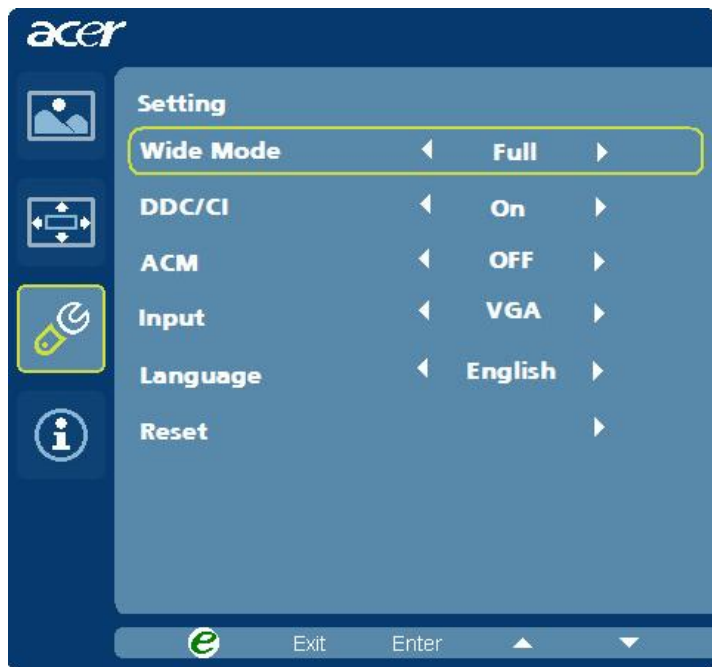 acer
Setting
Wide Mode Full
DDC/CI On
ACM OFF
Input VGA
Language English
Reset
e Exit Enter